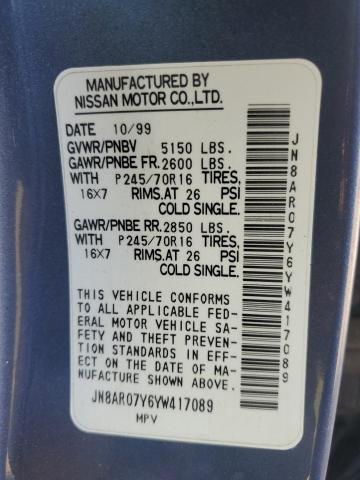 MANUFACTURED BY
NISSAN MOTOR CO.,LTD.
DATE 10/99
GVWR/PNBV 5150 LBS.
GAWR/PNBE FR. 2600 LBS.
WITH P245/70R16 TIRES,
16X7 RIMS.AT 26 PSI
COLD SINGLE.
GAWR/PNBE RR. 2850 LBS.
WITH P245/70R16 TIRES,
16X7 RIMS.AT 26 PSI
COLD SINGLE.
THIS VEHICLE CONFORMS
TO ALL APPLICABLE FED-
ERAL MOTOR VEHICLE SA-
FETY AND THEFT
PREVENTION
STANDARDS IN EFF-
ECT ON THE DATE OF MA-
NUFACTURE SHOWN ABOVE.
JN8AR07Y6YW417089
MPV
JN8AR07Y6YW417089